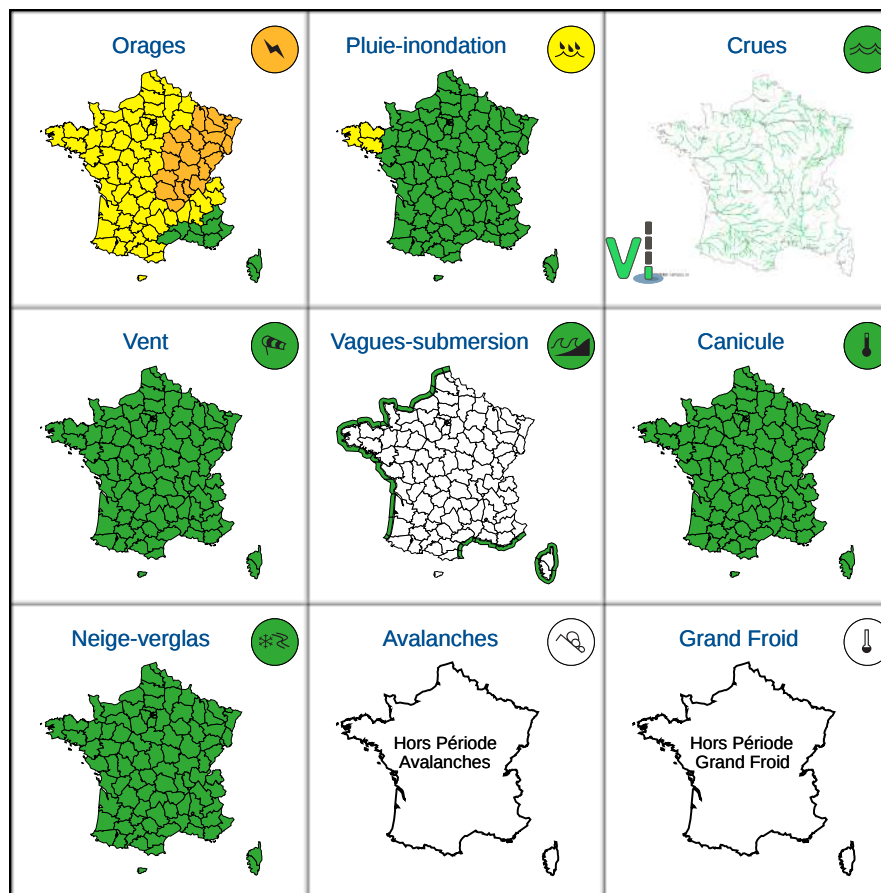 Orages
Pluie-inondation
Crues
V
Vent
Vagues-submersion
Canicule
Neige-verglas
Avalanches
Grand Froid
Hors Période
Avalanches
Hors Période
Grand Froid